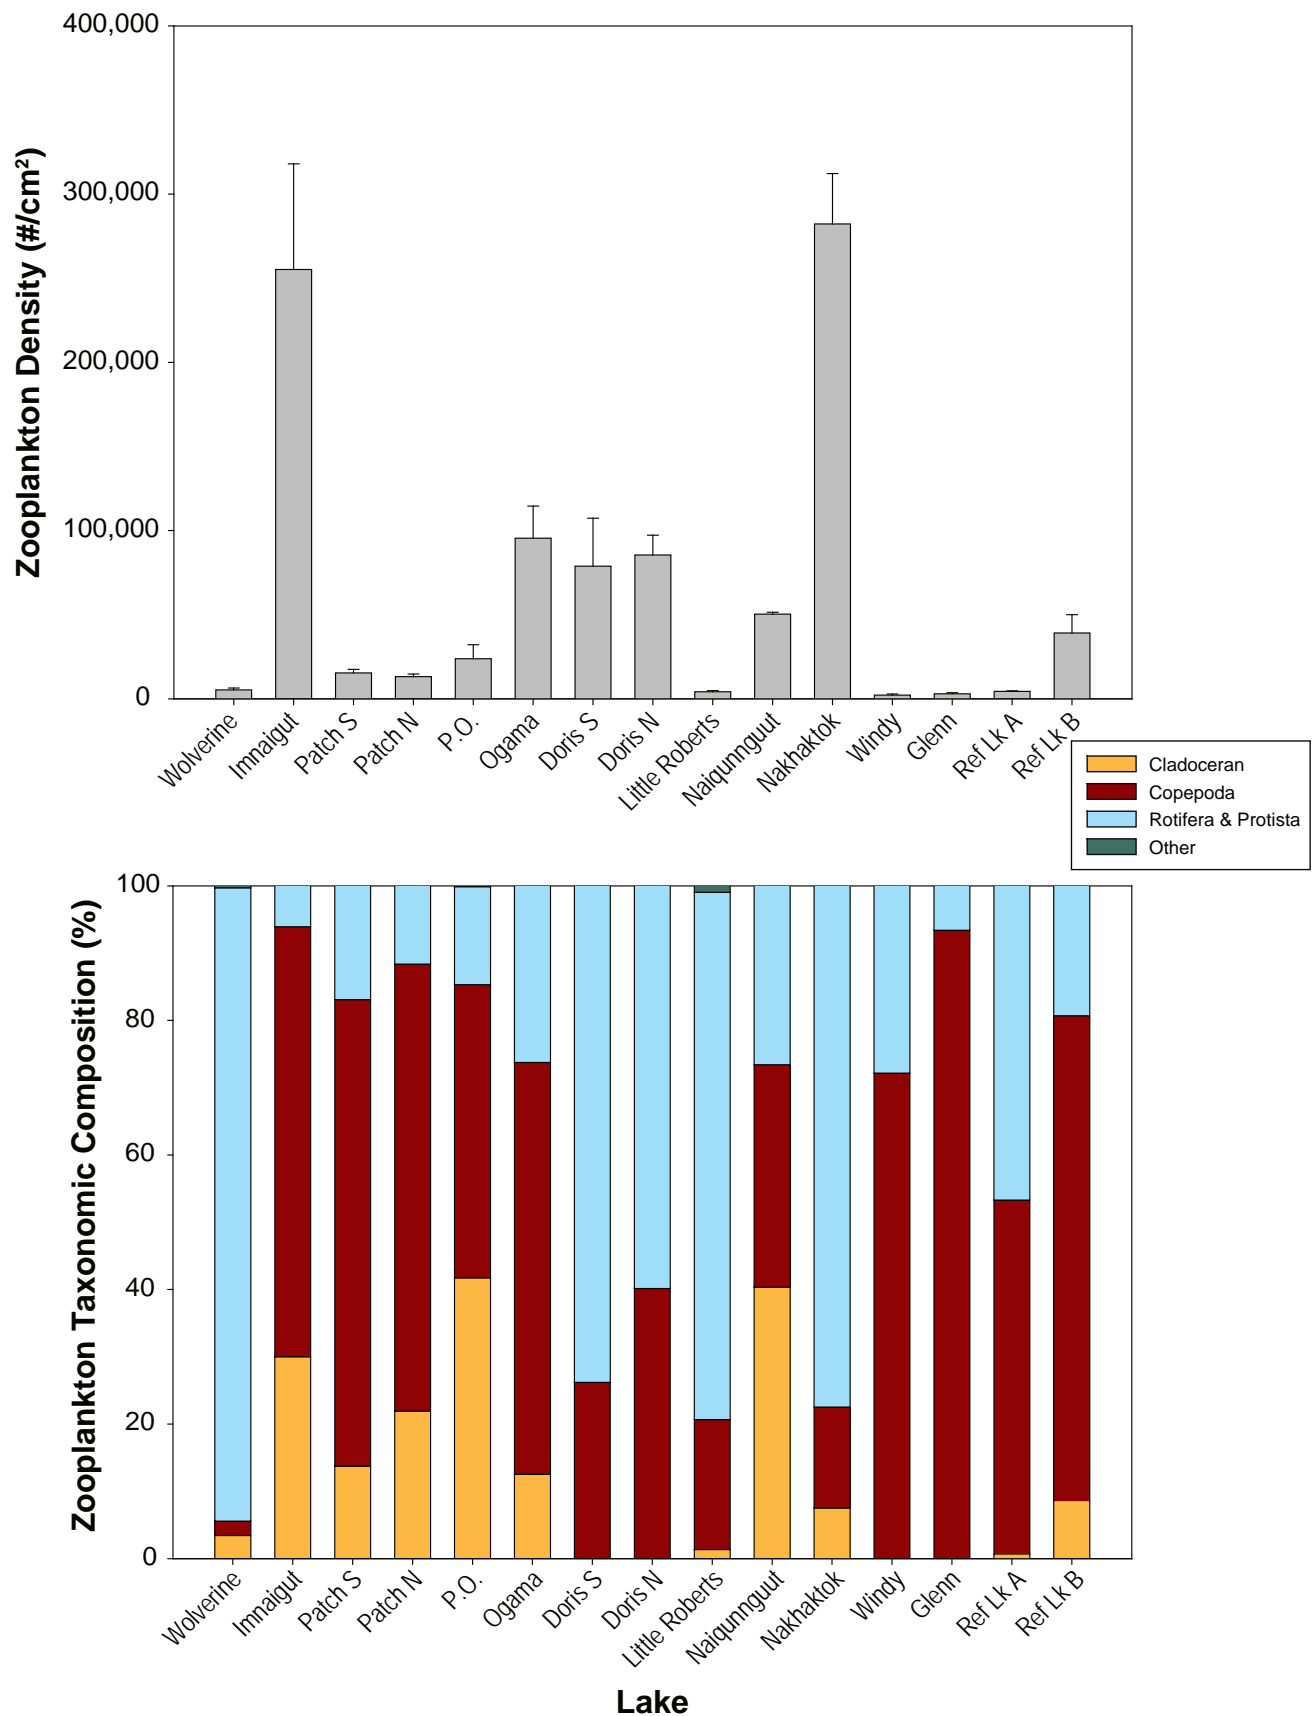 Zooplankton Density (#/cm²)
400,000
300,000
200,000
100,000
0
Wolverine
Imnaigut
Patch S
Patch N
P.O.
Ogama
Doris S
Doris N
Little Roberts
Naiqunnguut
Nakhaktok
Windy
Glenn
Ref Lk A
Ref Lk B
Cladoceran
Copepoda
Rotifera & Protista
Other
Zooplankton Taxonomic Composition (%)
100
80
60
40
20
0
Wolverine
Imnaigut
Patch S
Patch N
P.O.
Ogama
Doris S
Doris N
Little Roberts
Naiqunnguut
Nakhaktok
Windy
Glenn
Ref Lk A
Ref Lk B
Lake